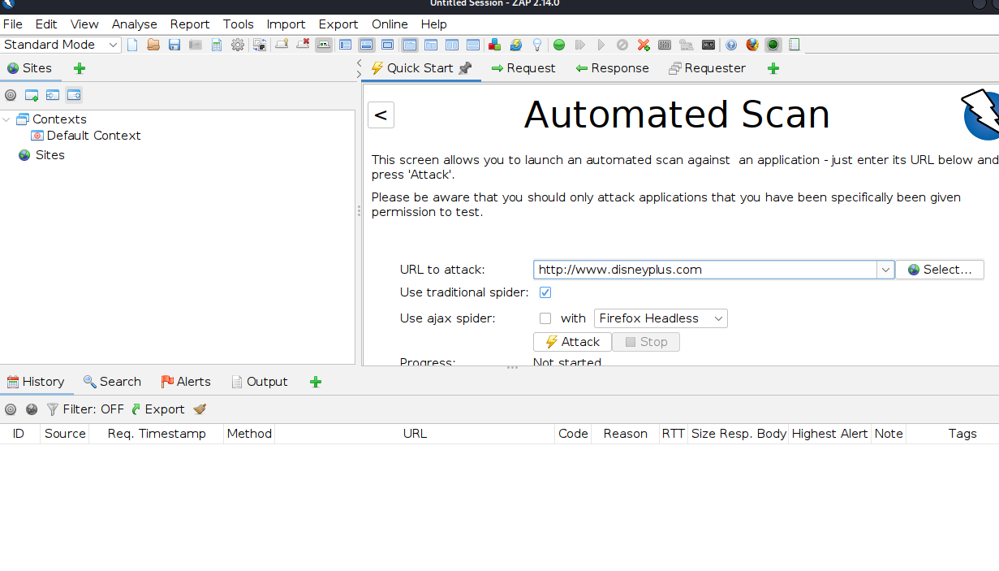 Untitled Session - ZAP 2.14.0
File Edit View Analyse Report Tools Import Export Online Help
Standard Mode
Sites
Quick Start Request Response Requester
Contexts
Default Context
Sites
<
Automated Scan
This screen allows you to launch an automated scan against  an application - just enter its URL below and
press 'Attack'.
Please be aware that you should only attack applications that you have been specifically been given
permission to test.
URL to attack: http://www.disneyplus.com Select...
Use traditional spider:
Use ajax spider: with Firefox Headless
Attack Stop
Progress: Not started
History Search Alerts Output
Filter: OFF Export
ID Source Req. Timestamp Method URL Code Reason RTT Size Resp. Body Highest Alert Note Tags